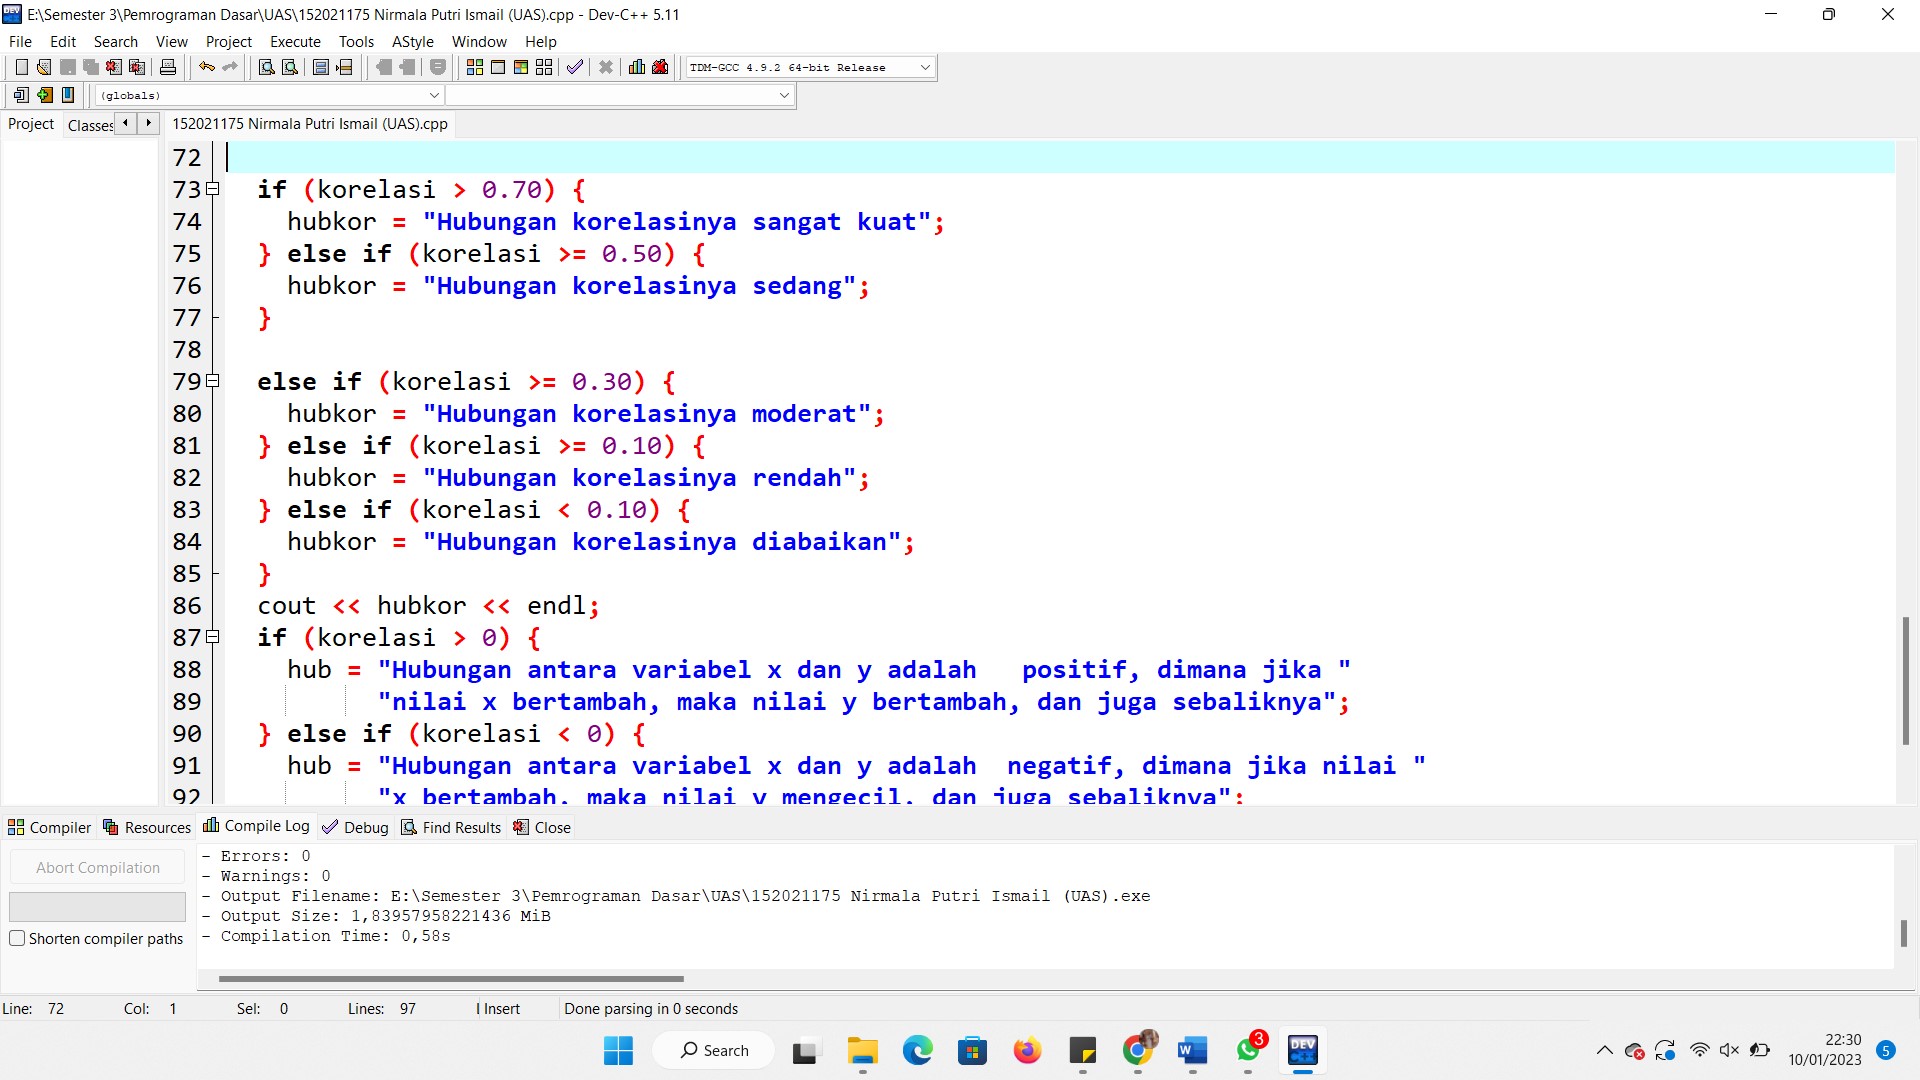 E:\Semester 3\Pemrograman Dasar\UAS\152021175 Nirmala Putri Ismail (UAS).cpp - Dev-C++ 5.11
File Edit Search View Project Execute Tools AStyle Window Help
TDM-GCC 4.9.2 64-bit Release
(globals)
Project Classes 152021175 Nirmala Putri Ismail (UAS).cpp
72
73 if (korelasi > 0.70) {
74 hubkor = "Hubungan korelasinya sangat kuat";
75 } else if (korelasi >= 0.50) {
76 hubkor = "Hubungan korelasinya sedang";
77 }
78
79 else if (korelasi >= 0.30) {
80 hubkor = "Hubungan korelasinya moderat";
81 } else if (korelasi >= 0.10) {
82 hubkor = "Hubungan korelasinya rendah";
83 } else if (korelasi < 0.10) {
84 hubkor = "Hubungan korelasinya diabaikan";
85 }
86 cout << hubkor << endl;
87 if (korelasi > 0) {
88 hub = "Hubungan antara variabel x dan y adalah   positif, dimana jika "
89 "nilai x bertambah, maka nilai y bertambah, dan juga sebaliknya";
90 } else if (korelasi < 0) {
91 hub = "Hubungan antara variabel x dan y adalah  negatif, dimana jika nilai "
92 "x bertambah, maka nilai y mengecil, dan juga sebaliknya";
Compiler Resources Compile Log Debug Find Results Close
Abort Compilation
Shorten compiler paths
- Errors: 0
- Warnings: 0
- Output Filename: E:\Semester 3\Pemrograman Dasar\UAS\152021175 Nirmala Putri Ismail (UAS).exe
- Output Size: 1,83957958221436 MiB
- Compilation Time: 0,58s
Line: 72 Col: 1 Sel: 0 Lines: 97 Insert Done parsing in 0 seconds
Search
W
3
DEV C++
22:30
10/01/2023
5